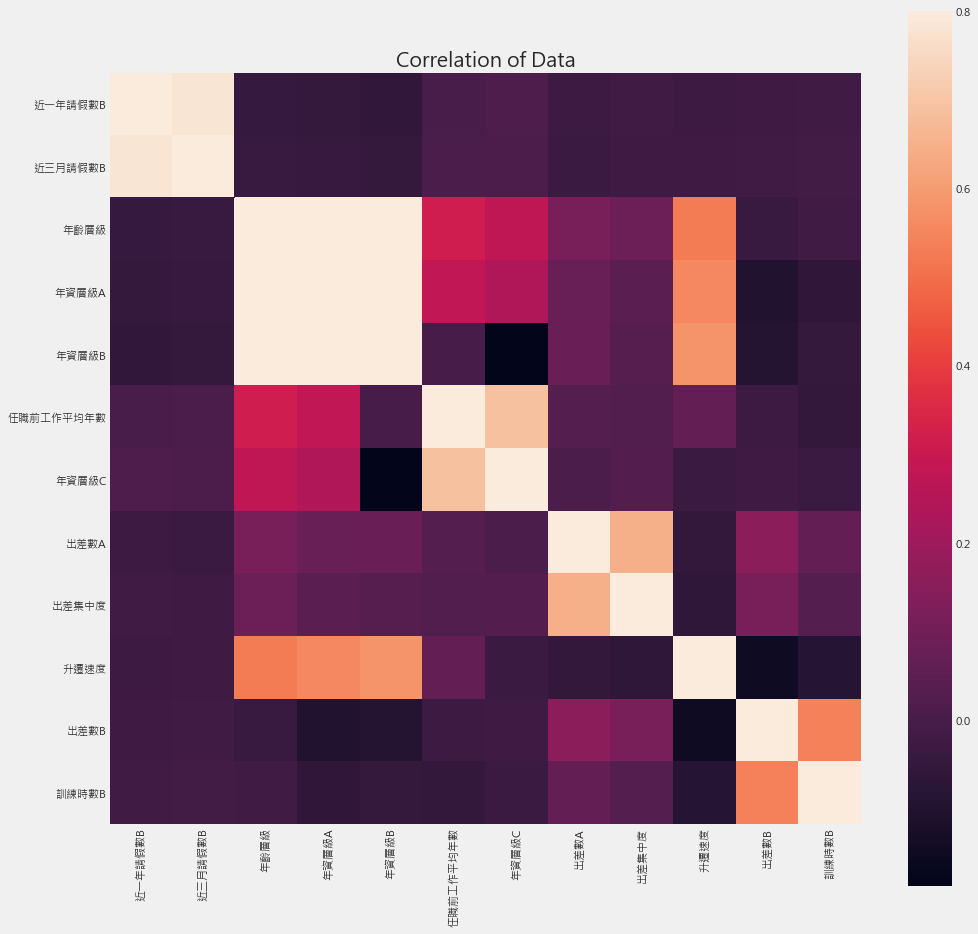 Correlation of Data
近一年請假數B
近三月請假數B
年齡層級
年資層級A
年資層級B
任職前工作平均年數
年資層級C
出差數A
出差集中度
升遷速度
出差數B
訓練時數B
近一年請假數B
近三月請假數B
年齡層級
年資層級A
年資層級B
任職前工作平均年數
年資層級C
出差數A
出差集中度
升遷速度
出差數B
訓練時數B
0.8
0.6
0.4
0.2
0.0